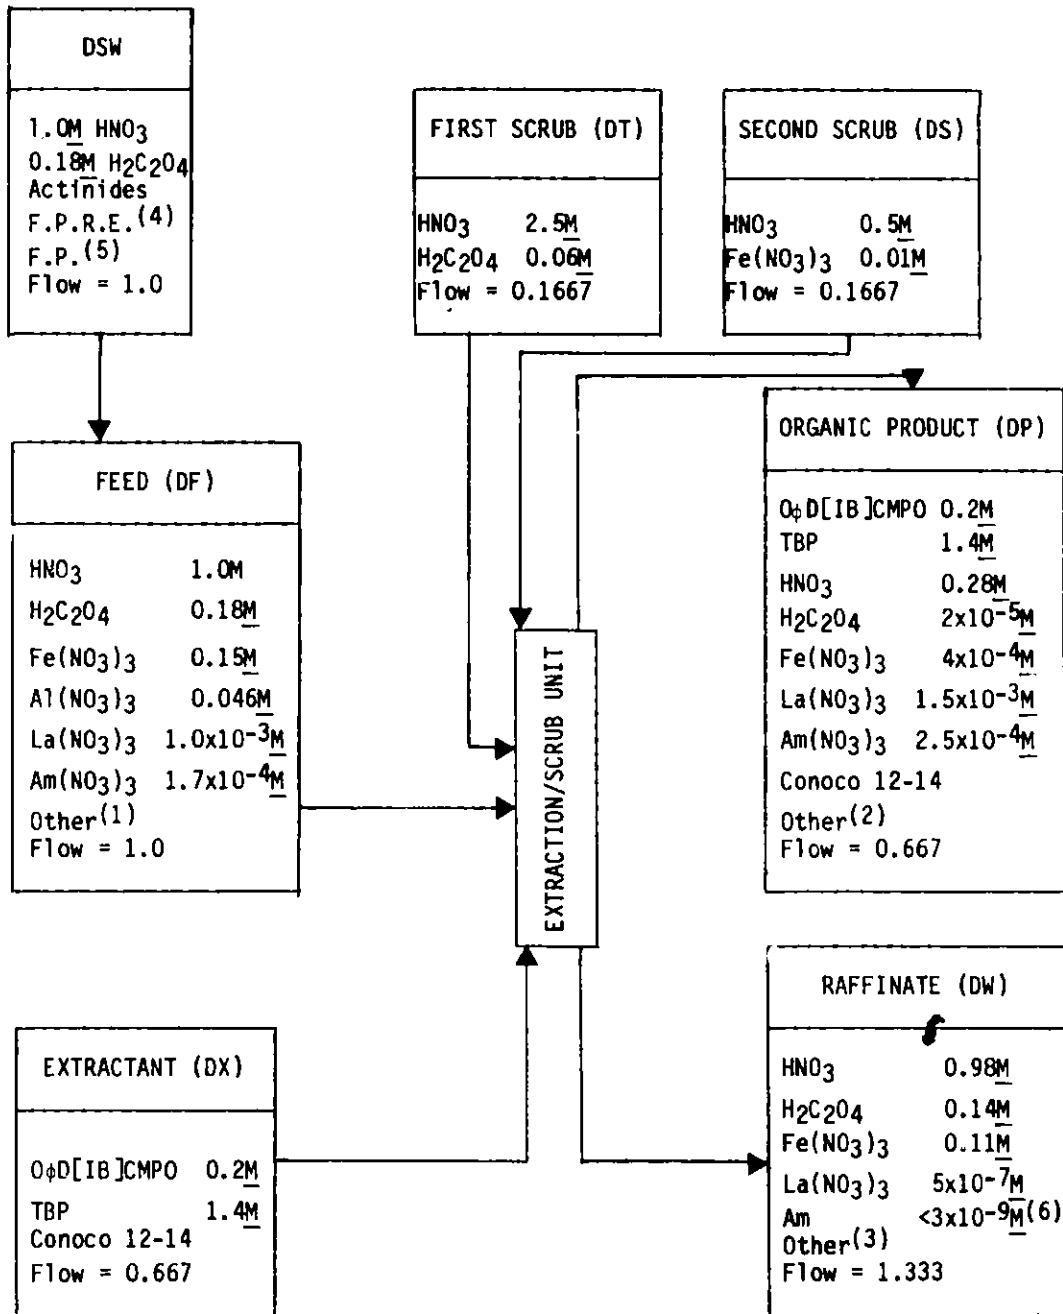 DSW
1.0M HNO3
0.18M H2C2O4
Actinides
F.P.R.E.(4)
F.P.(5)
Flow = 1.0
FIRST SCRUB (DT)
HNO3 2.5M
H2C2O4 0.06M
Flow = 0.1667
SECOND SCRUB (DS)
HNO3 0.5M
Fe(NO3)3 0.01M
Flow = 0.1667
FEED (DF)
HNO3 1.0M
H2C2O4 0.18M
Fe(NO3)3 0.15M
Al(NO3)3 0.046M
La(NO3)3 1.0x10-3M
Am(NO3)3 1.7x10-4M
Other(1)
Flow = 1.0
EXTRACTION/SCRUB UNIT
ORGANIC PRODUCT (DP)
OφD[IB]CMPO 0.2M
TBP 1.4M
HNO3 0.28M
H2C2O4 2x10-5M
Fe(NO3)3 4x10-4M
La(NO3)3 1.5x10-3M
Am(NO3)3 2.5x10-4M
Conoco 12-14
Other(2)
Flow = 0.667
EXTRACTANT (DX)
OφD[IB]CMPO 0.2M
TBP 1.4M
Conoco 12-14
Flow = 0.667
RAFFINATE (DW)
HNO3 0.98M
H2C2O4 0.14M
Fe(NO3)3 0.11M
La(NO3)3 5x10-7M
Am <3x10-9M(6)
Other(3)
Flow = 1.333